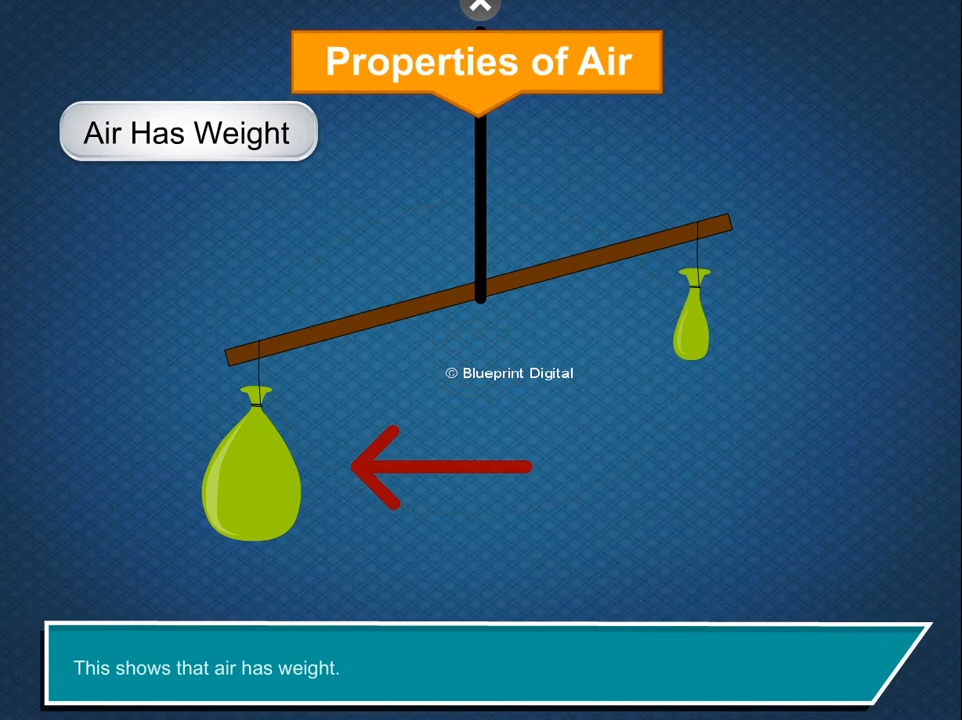 Properties of Air
Air Has Weight
© Blueprint Digital
This shows that air has weight.